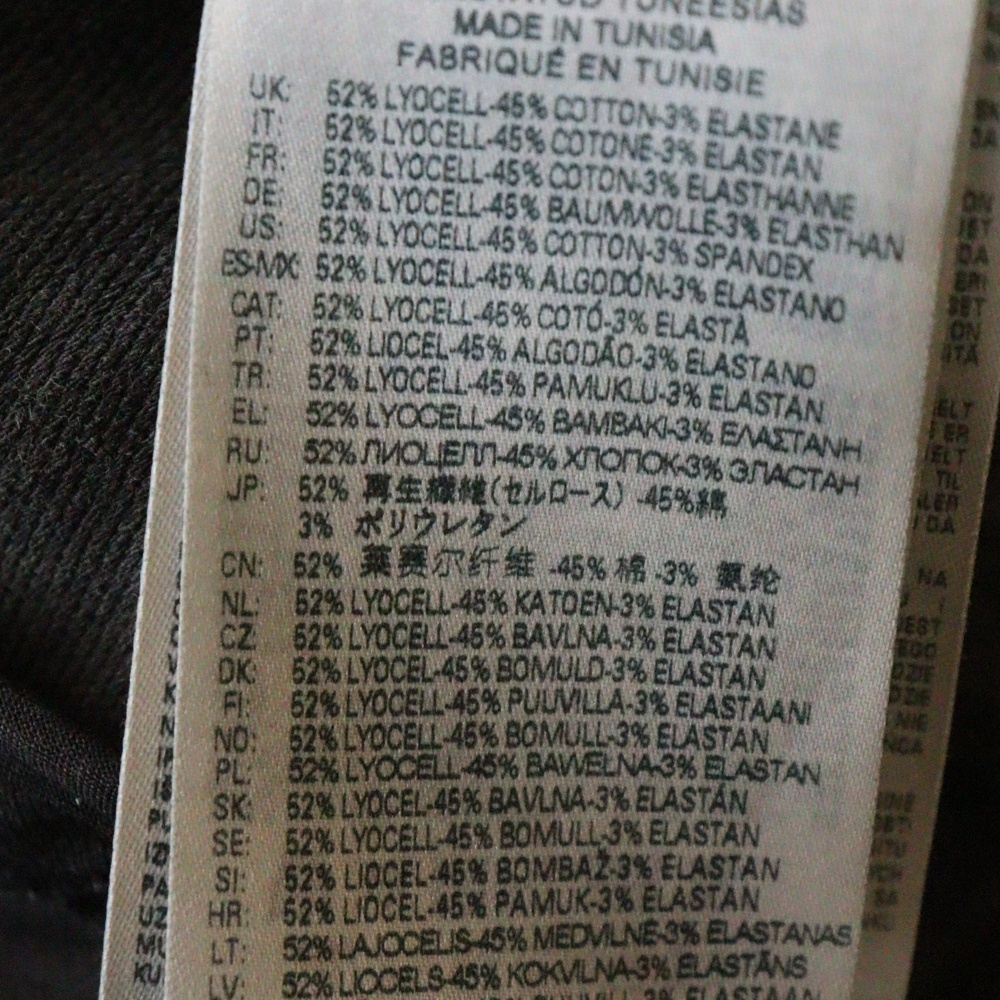 MADE IN TUNISIA
FABRIQUÉ EN TUNISIE
UK: 52% LYOCELL-45% COTTON-3% ELASTANE
IT: 52% LYOCELL-45% COTONE-3% ELASTAN
FR: 52% LYOCELL-45% COTON-3% ELASTHANNE
DE: 52% LYOCELL-45% BAUMWOLLE-3% ELASTHAN
US: 52% LYOCELL-45% COTTON-3% SPANDEX
ES-MX: 52% LYOCELL-45% ALGODÓN-3% ELASTANO
CAT: 52% LYOCELL-45% COTÓ-3% ELASTÀ
PT: 52% LIOCEL-45% ALGODÃO-3% ELASTANO
TR: 52% LYOCELL-45% PAMUKLU-3% ELASTAN
EL: 52% LYOCELL-45% BAMBAKI-3% ΕΛΑΣΤΑΝΗ
RU: 52% ЛИОЦЕЛЛ-45% ХЛОПОК-3% ЭЛАСТАН
JP: 52% 再生繊維(セルロース) -45%綿
3% ポリウレタン
CN: 52% 莱赛尔纤维 -45% 棉 -3% 氨纶
NL: 52% LYOCELL-45% KATOEN-3% ELASTAN
CZ: 52% LYOCELL-45% BAVLNA-3% ELASTAN
DK: 52% LYOCELL-45% BOMULD-3% ELASTAN
FI: 52% LYOCELL-45% PUUVILLA-3% ELASTAANI
NO: 52% LYOCELL-45% BOMULL-3% ELASTAN
PL: 52% LYOCELL-45% BAWEŁNA-3% ELASTAN
SK: 52% LYOCEL-45% BAVLNA-3% ELASTÁN
SE: 52% LYOCELL-45% BOMULL-3% ELASTAN
SI: 52% LIOCEL-45% BOMBAŽ-3% ELASTAN
HR: 52% LIOCEL-45% PAMUK-3% ELASTAN
LT: 52% LAJOCELIS-45% MEDVILNĖ-3% ELASTANAS
LV: 52% LIOCELS-45% KOKVILNA-3% ELASTĀNS